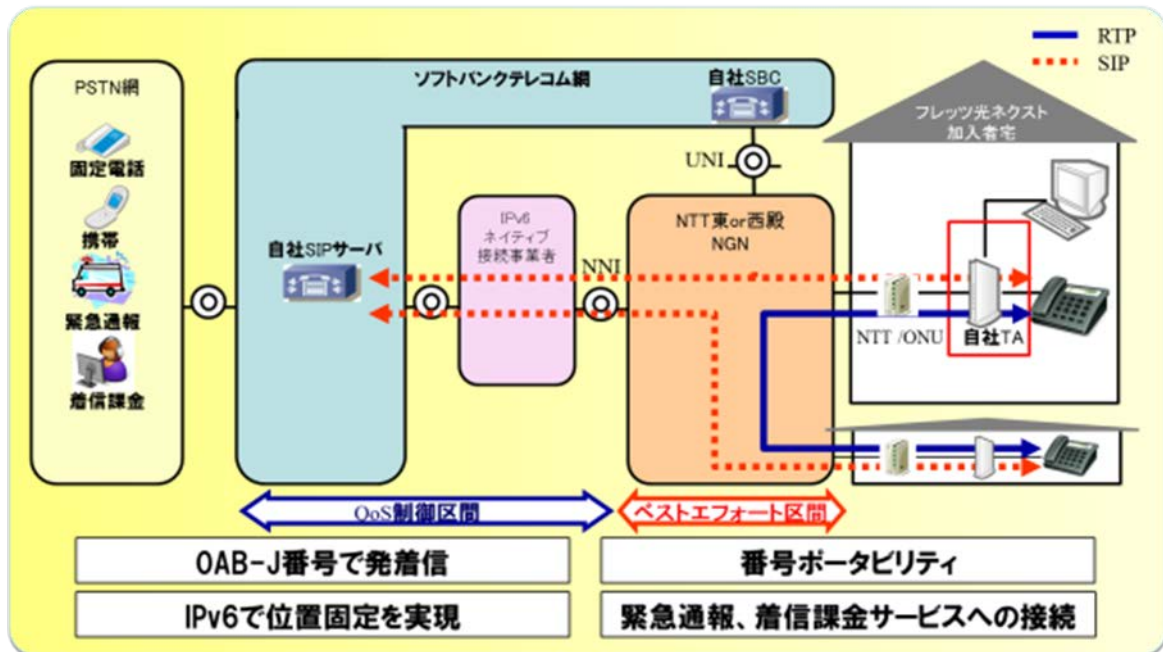 RTP
SIP
PSTN網
固定電話
携帯
緊急通報
着信課金
ソフトバンクテレコム網
自社SBC
UNI
自社SIPサーバ
IPv6
ネイティブ
接続事業者
NNI
NTT東or西殿
NGN
フレッツ光ネクスト
加入者宅
NTT /ONU
自社TA
QoS制御区間
ベストエフォート区間
OAB-J番号で発着信
番号ポータビリティ
IPv6で位置固定を実現
緊急通報、着信課金サービスへの接続